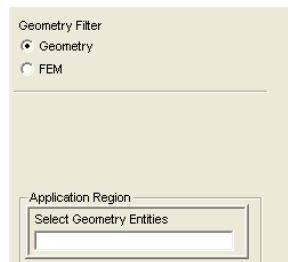 Geometry Filter
Geometry
FEM
Application Region
Select Geometry Entities